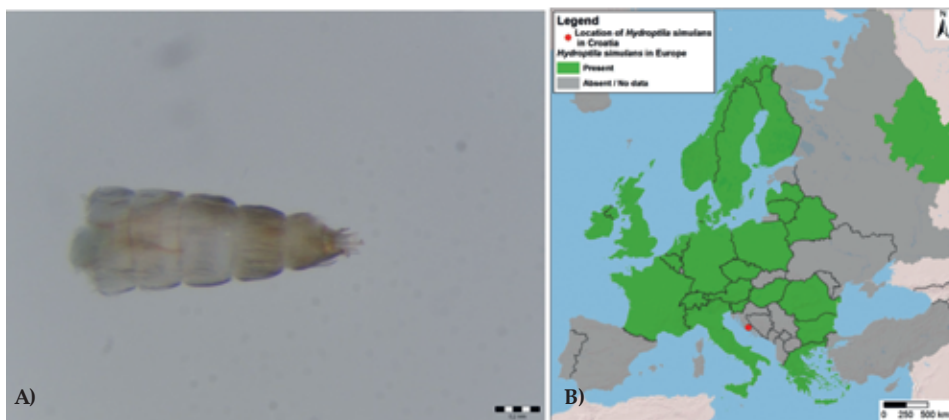 A)
Legend
Location of Hydroptila simulans
in Croatia
Hydroptila simulans in Europe
Present
Absent / No data
N
B)
0 250 500
km